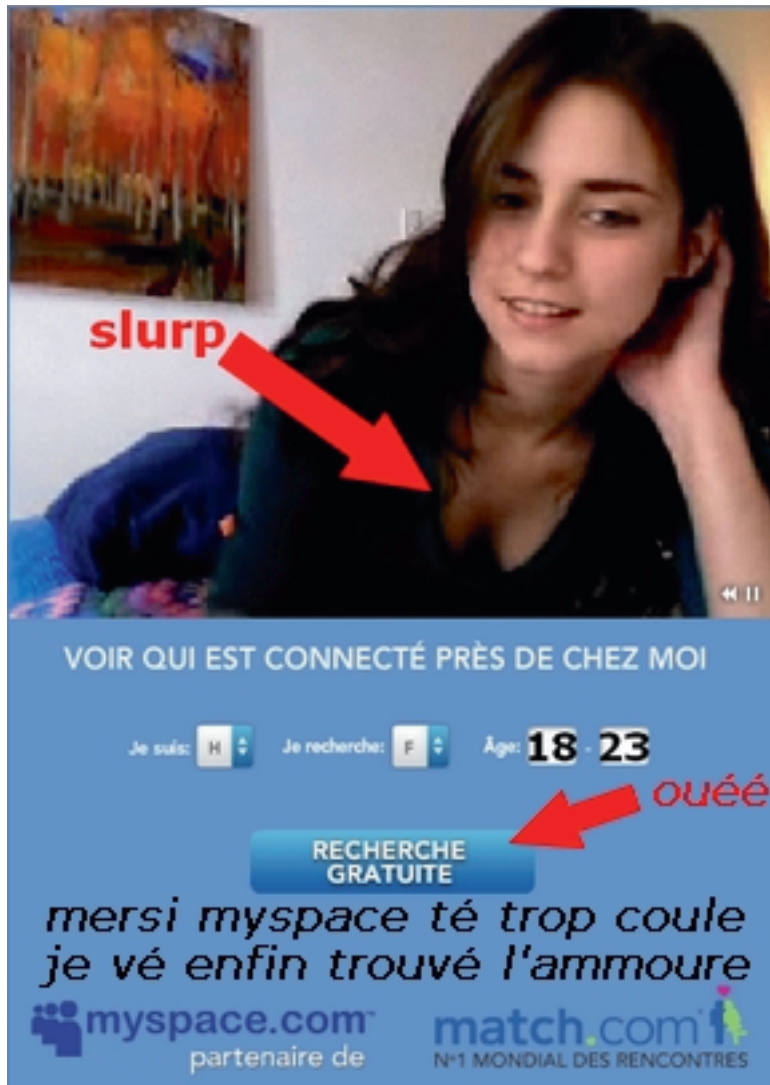 slurp
VOIR QUI EST CONNECTÉ PRÈS DE CHEZ MOI
Je suis: H Je recherche: F Âge: 18 - 23
ouéé
RECHERCHE
GRATUITE
mersi myspace té trop coule
je vé enfin trouvé l'ammoure
myspace.com
partenaire de
match.com
N°1 MONDIAL DES RENCONTRES